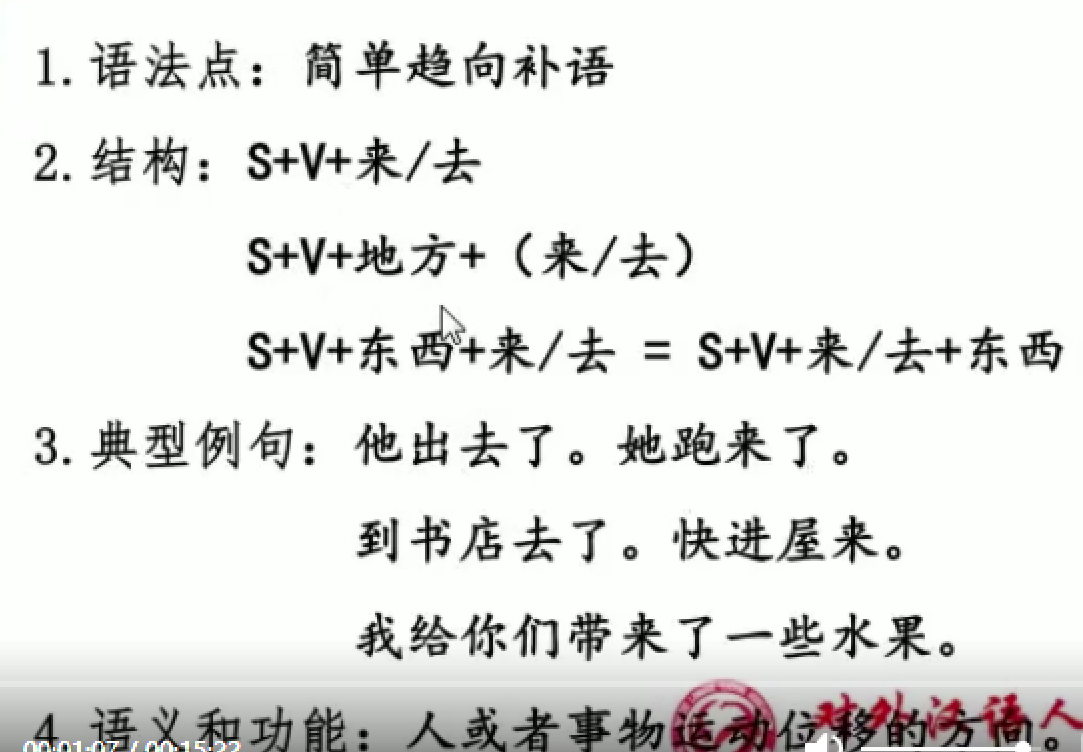 1. 语法点：简单趋向补语
2. 结构：S+V+来/去
S+V+地方+（来/去）
S+V+东西+来/去 = S+V+来/去+东西
3. 典型例句：他出去了。她跑来了。
到书店去了。快进屋来。
我给你们带来了一些水果。
4. 语义和功能：人或者事物运动位移的方向。
对外汉语人
00:01:07 / 00:15:22